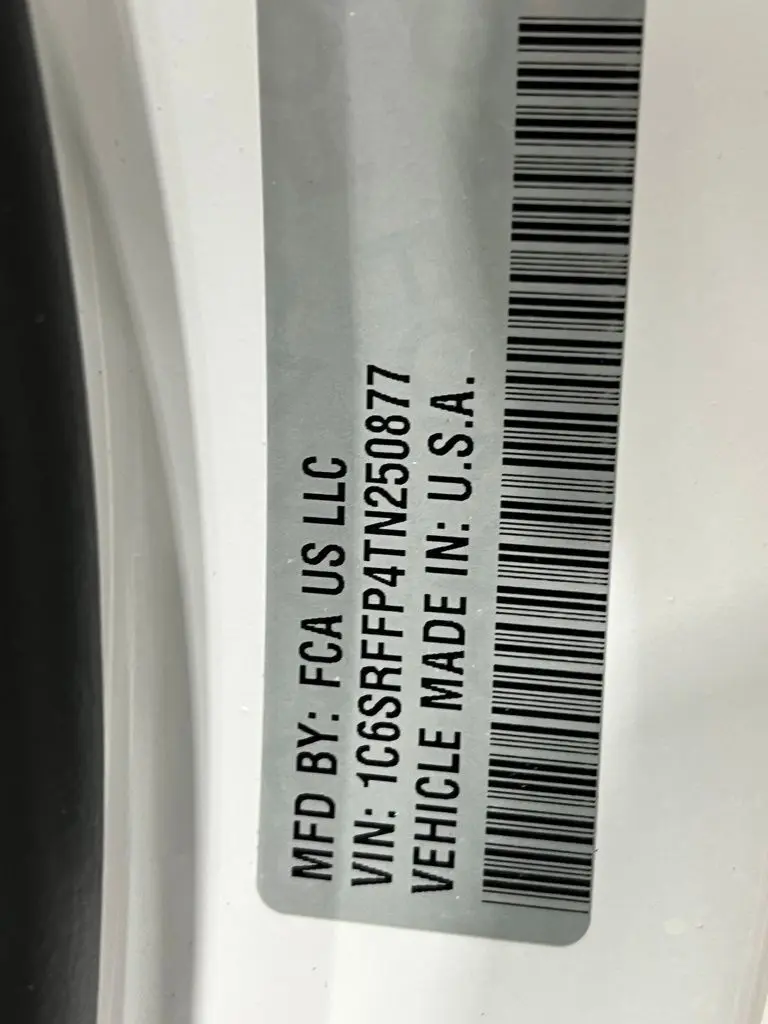 MFD BY: FCA US LLC
VIN: 1C6SRFFP4TN250877
VEHICLE MADE IN: U.S.A.